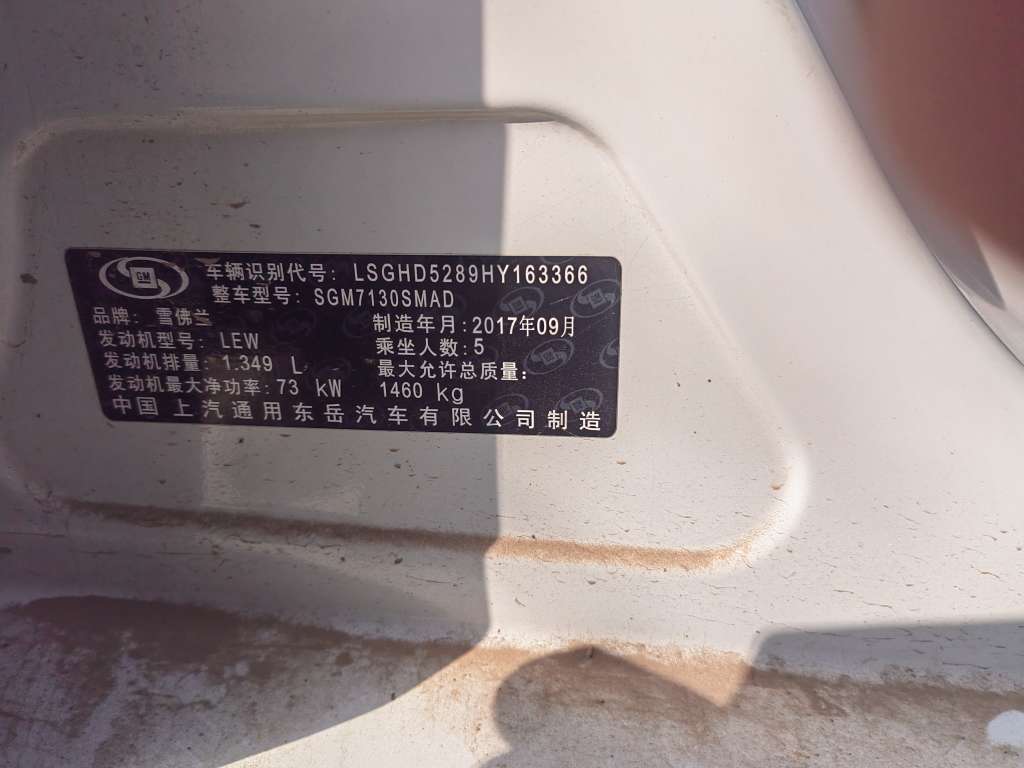 GM
车辆识别代号: LSGHD5289HY163366
整车型号: SGM7130SMAD
品牌: 雪佛兰
制造年月:2017年09月
发动机型号: LEW
乘坐人数:5
发动机排量: 1.349 L
最大允许总质量:
发动机最大净功率:73 kW
1460 kg
中国上汽通用东岳汽车有限公司制造